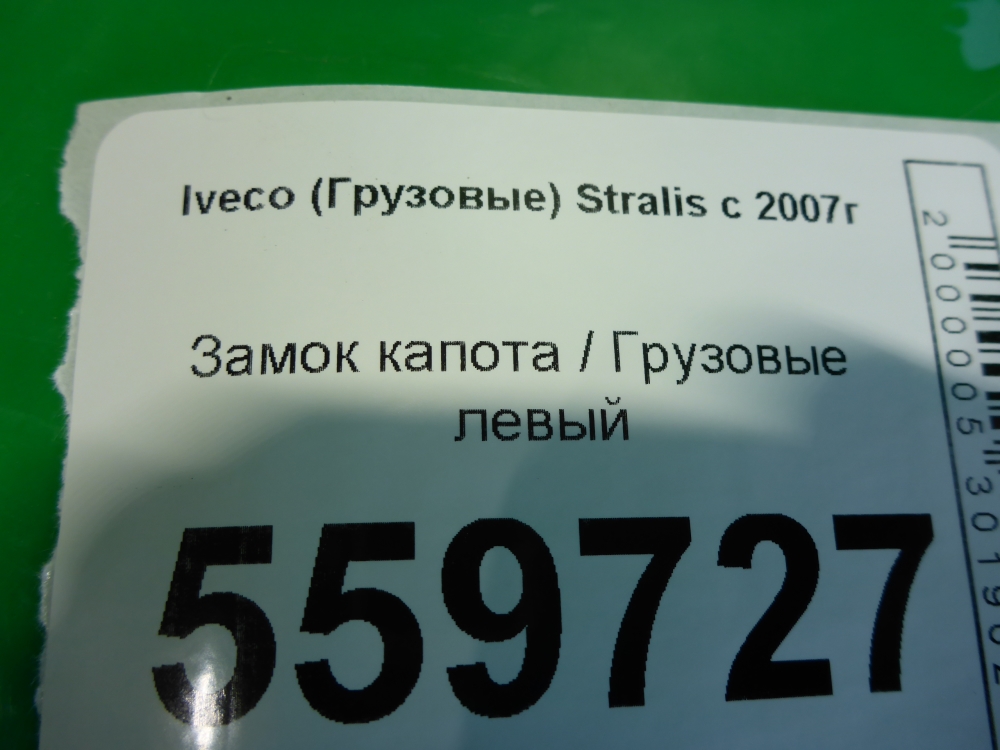 Iveco (Грузовые) Stralis с 2007г
Замок капота / Грузовые
левый
559727
2000005301902